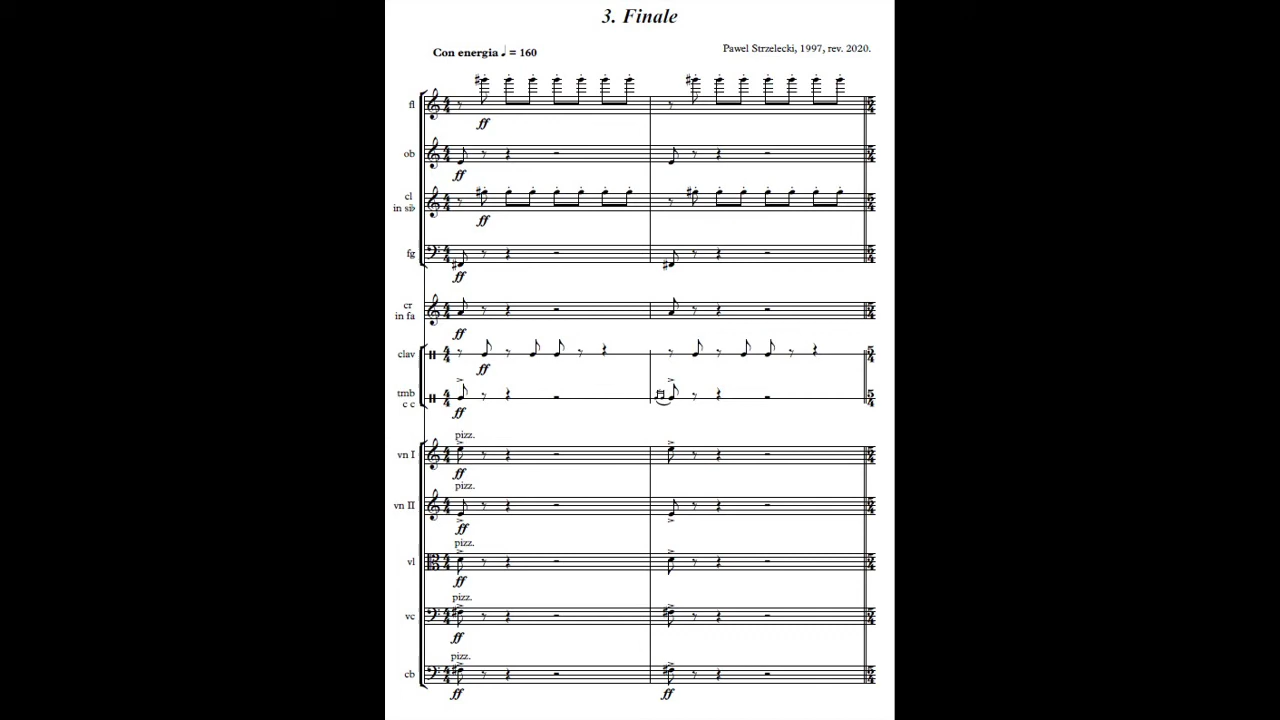 3. Finale
Pawel Strzelecki, 1997, rev. 2020.
Con energia ♩ = 160
fl
ff
ob
ff
cl
in si♭
ff
fg
ff
cr
in fa
ff
clav
ff
tmb
c c
ff
pizz.
vn I
ff
pizz.
vn II
ff
pizz.
vl
ff
pizz.
vc
ff
pizz.
cb
ff ff